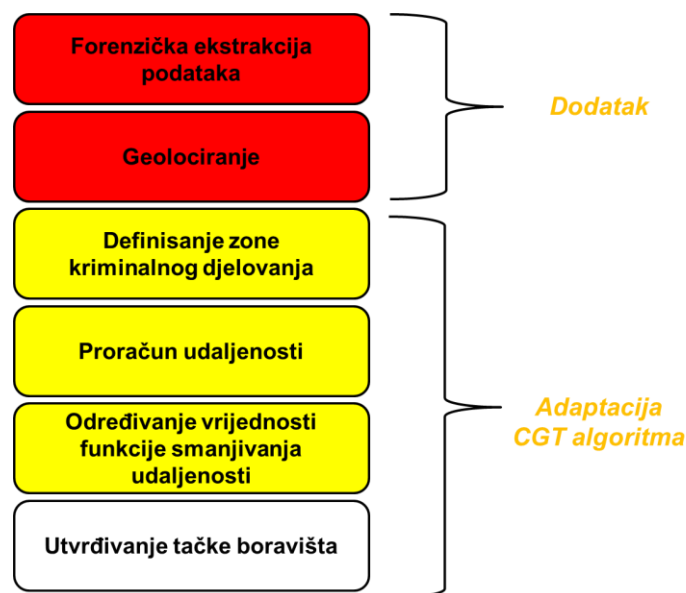 Forenzička ekstrakcija
podataka
Geolociranje
Dodatak
Definisanje zone
kriminalnog djelovanja
Proračun udaljenosti
Određivanje vrijednosti
funkcije smanjivanja
udaljenosti
Utvrđivanje tačke boravišta
Adaptacija
CGT algoritma